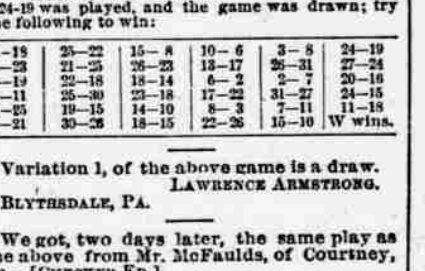 24-19 was played, and the game was drawn; try
following to win:
-18 25-22 15-8 10-6 3-8 24-19
-23 21-25 26-23 13-17 26-31 27-24
22-18 18-14 6-2 2-7 20-16
-11 25-30 23-18 17-22 31-27 24-15
-25 19-15 14-10 8-3 7-11 11-18
-21 30-26 18-15 22-26 15-10 W wins.
Variation 1, of the above game is a draw.
LAWRENCE ARMSTRONG.
BLYTHSDALE, PA.
We got, two days later, the same play as
above from Mr. McFaulds, of Courtney,